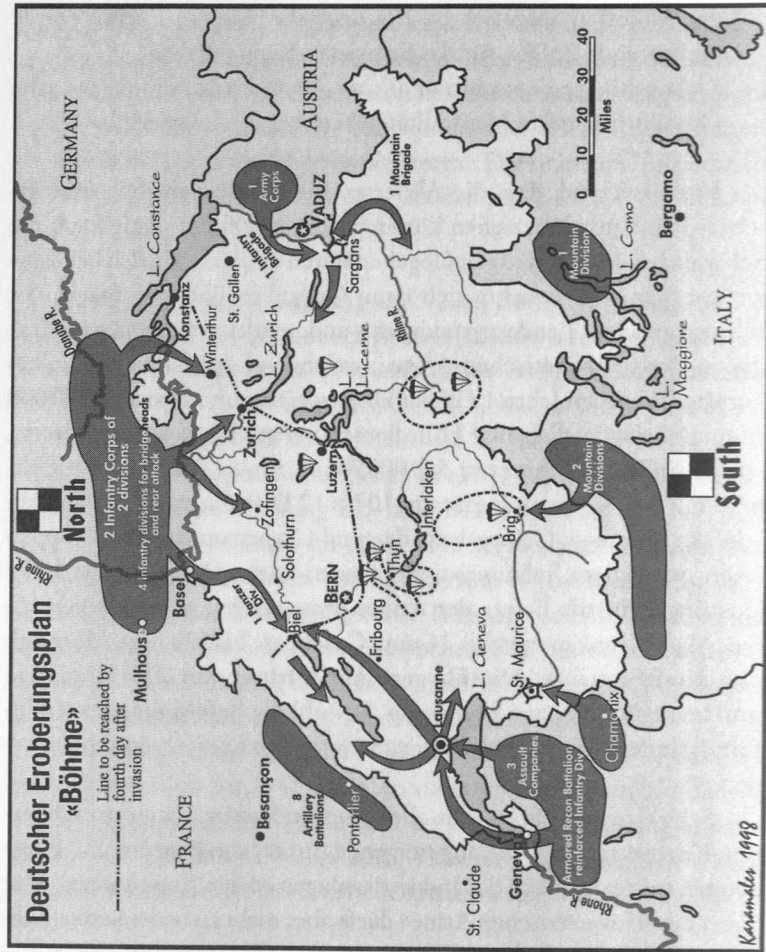 Deutscher Eroberungsplan
«Böhme»
Line to be reached by
fourth day after
invasion
North
2 Infantry Corps of
2 divisions
4 infantry divisions for bridgeheads
and rear attack
GERMANY
Danube R.
Rhine R.
Mulhouse
Basel
Konstanz
L. Constance
Winterthur
St. Gallen
Zurich
L. Zurich
1
Army
Corps
1 Infantry
Brigade
VADUZ
AUSTRIA
Sargans
Mountain
Brigade
Rhine R.
FRANCE
Besançon
8
Artillery
Battalions
Pontarlier
1 Panzer
Div
Biel
Solothurn
Zofingen
BERN
Fribourg
Thun
Interlaken
Luzern
L. Lucerne
Brig
Lausanne
L. Geneva
St. Maurice
Chamonix
St. Claude
Geneva
Rhone R.
3
Assault
Companies
Armored Recon Battalion
reinforced Infantry Div
2
Mountain
Divisions
South
L. Maggiore
ITALY
Mountain
Division
L. Como
Bergamo
0 10 20 30 40
Miles
Karamales 1998